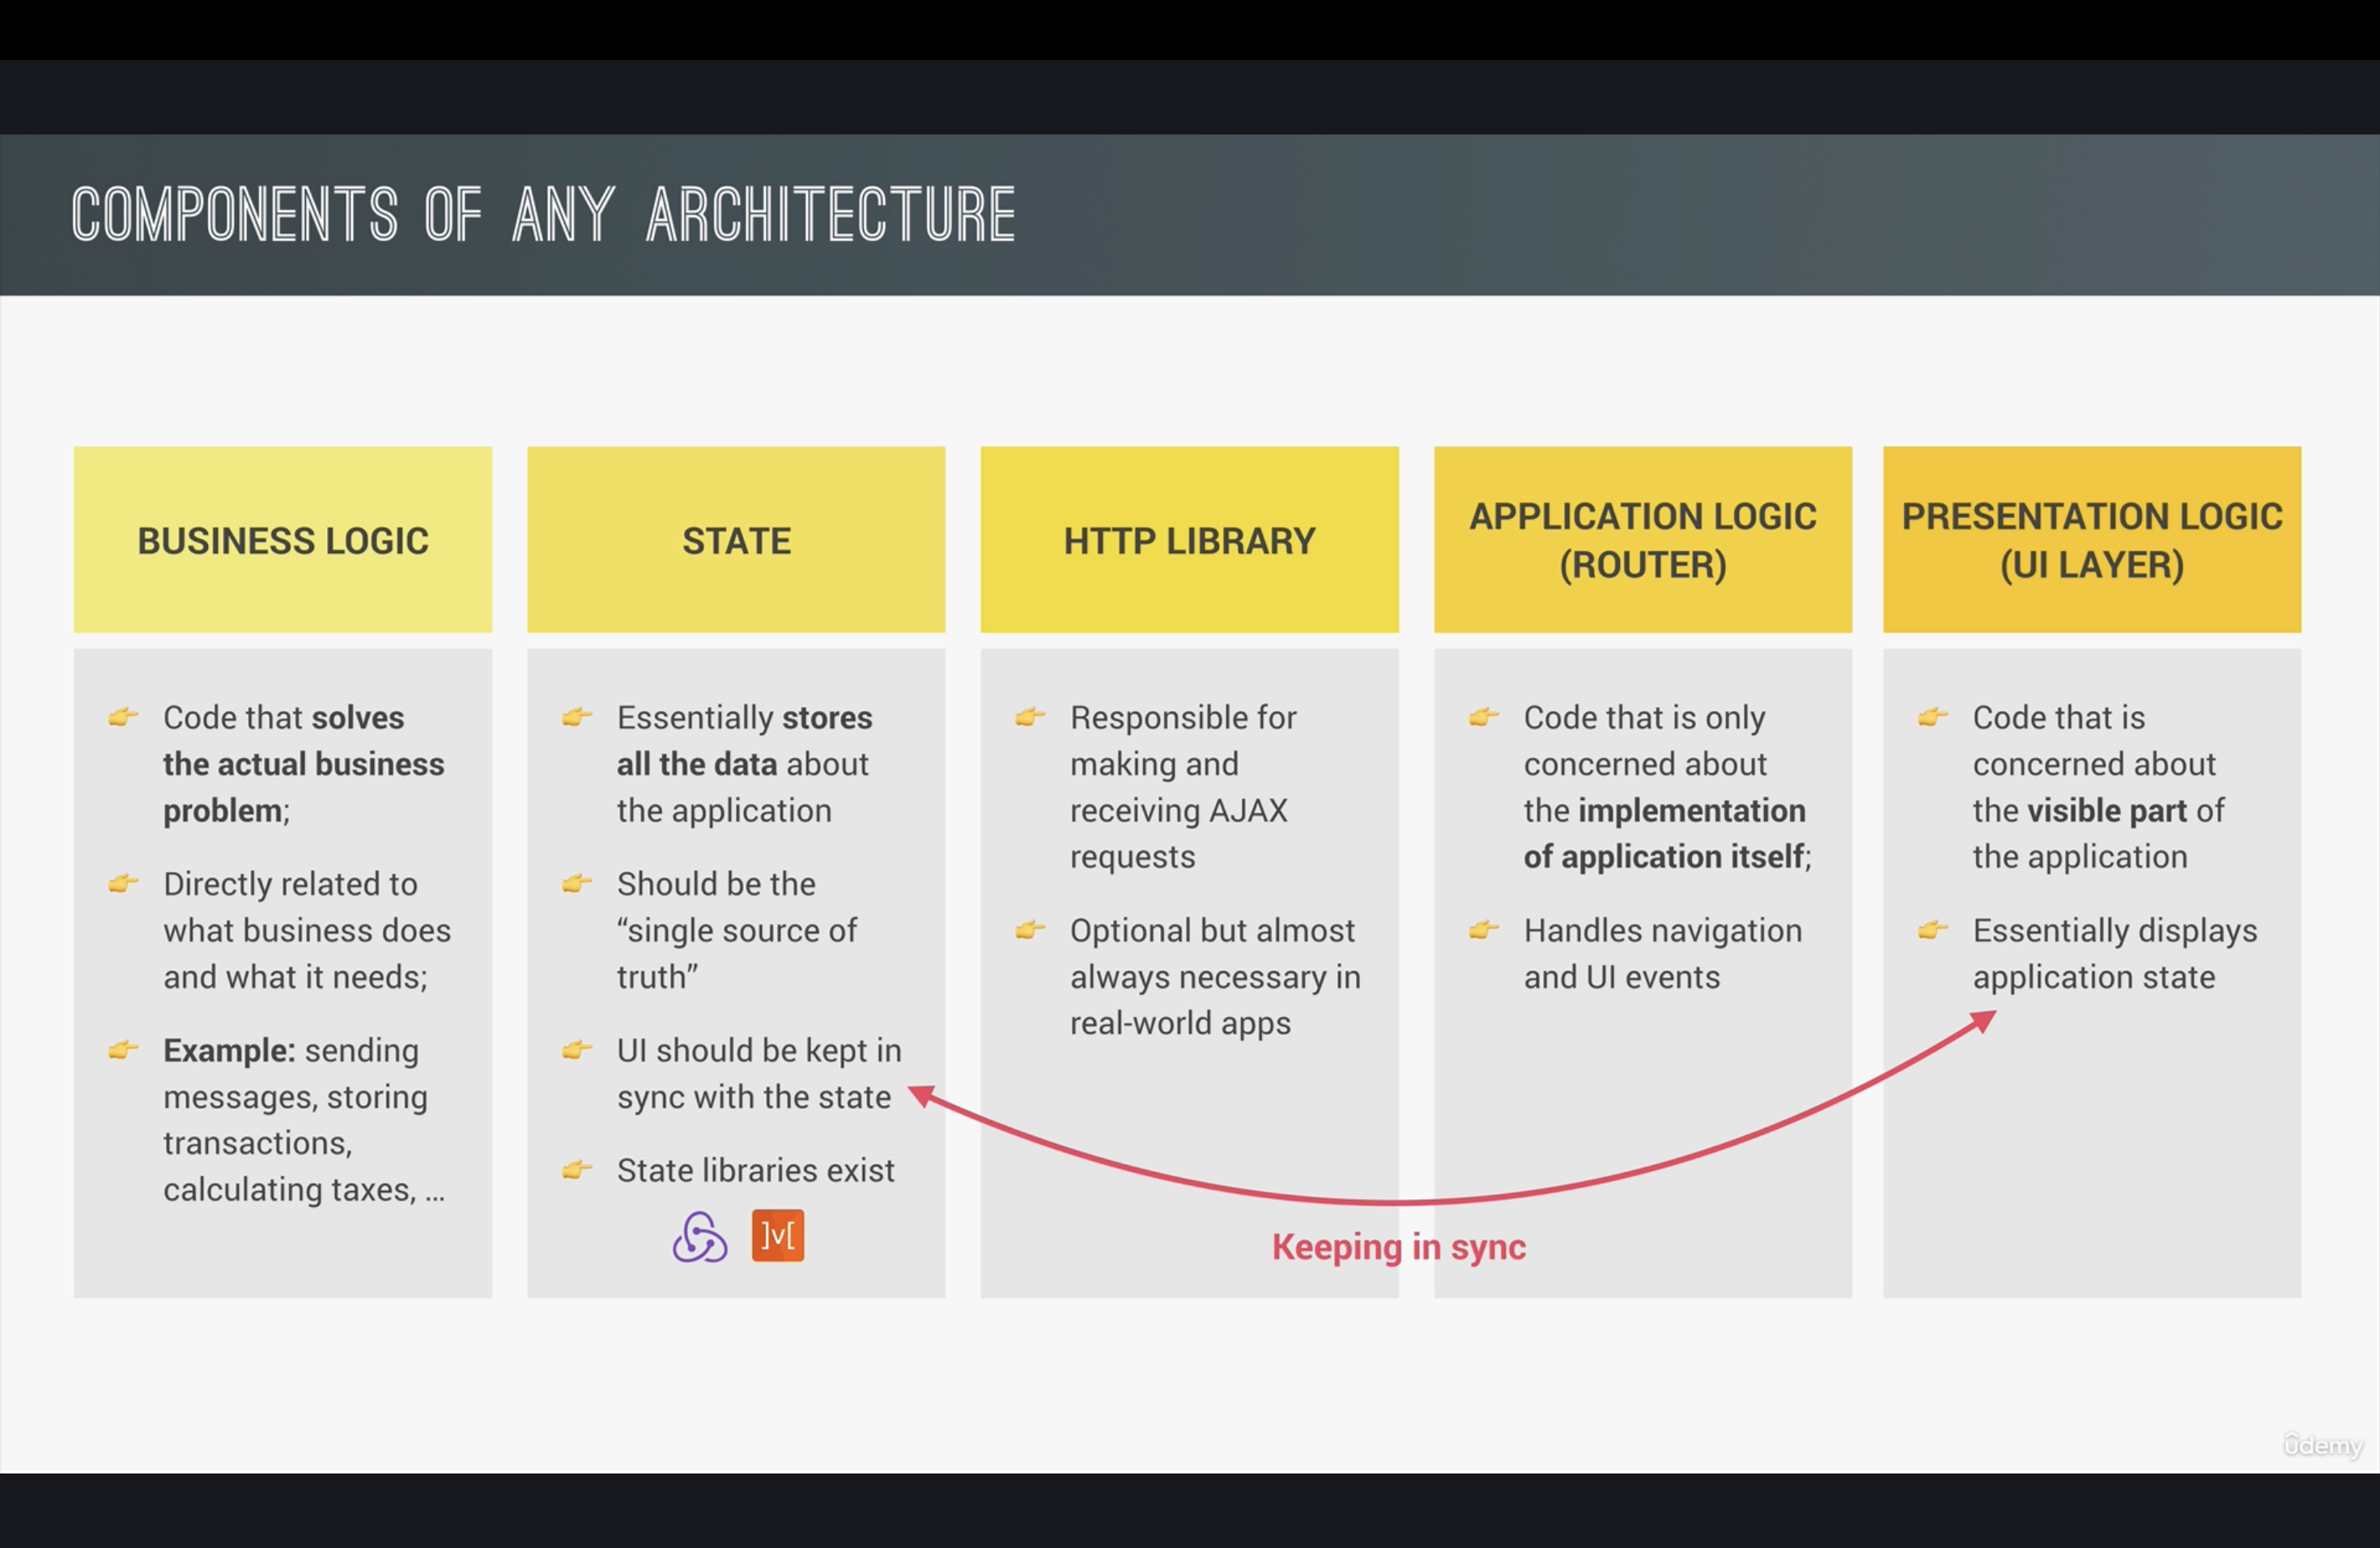 COMPONENTS OF ANY ARCHITECTURE
BUSINESS LOGIC
Code that solves
the actual business
problem;
Directly related to
what business does
and what it needs;
Example: sending
messages, storing
transactions,
calculating taxes, ...
STATE
Essentially stores
all the data about
the application
Should be the
“single source of
truth”
UI should be kept in
sync with the state
State libraries exist
]v[
HTTP LIBRARY
Responsible for
making and
receiving AJAX
requests
Optional but almost
always necessary in
real-world apps
APPLICATION LOGIC
(ROUTER)
Code that is only
concerned about
the implementation
of application itself;
Handles navigation
and UI events
PRESENTATION LOGIC
(UI LAYER)
Code that is
concerned about
the visible part of
the application
Essentially displays
application state
Keeping in sync
ûdemy